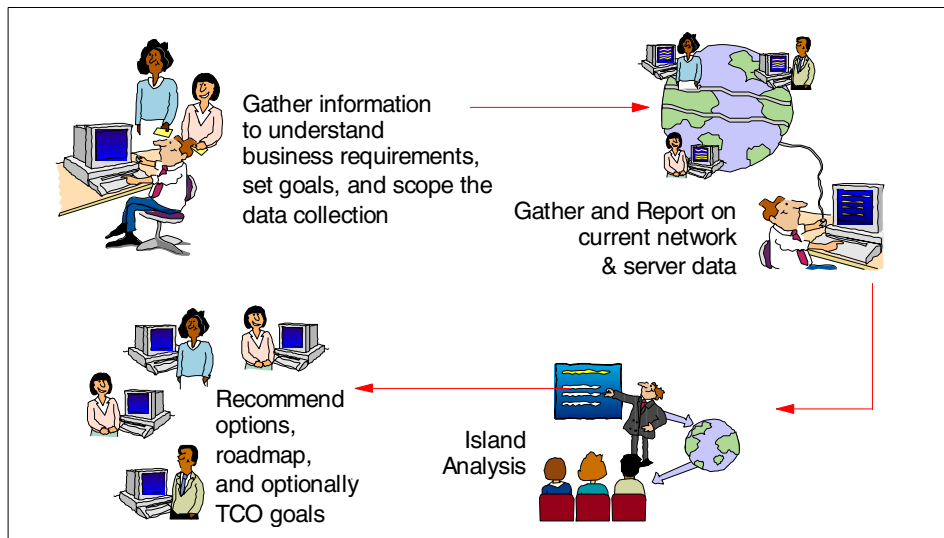 Gather information
to understand
business requirements,
set goals, and scope the
data collection
Gather and Report on
current network
& server data
Island
Analysis
Recommend
options,
roadmap,
and optionally
TCO goals